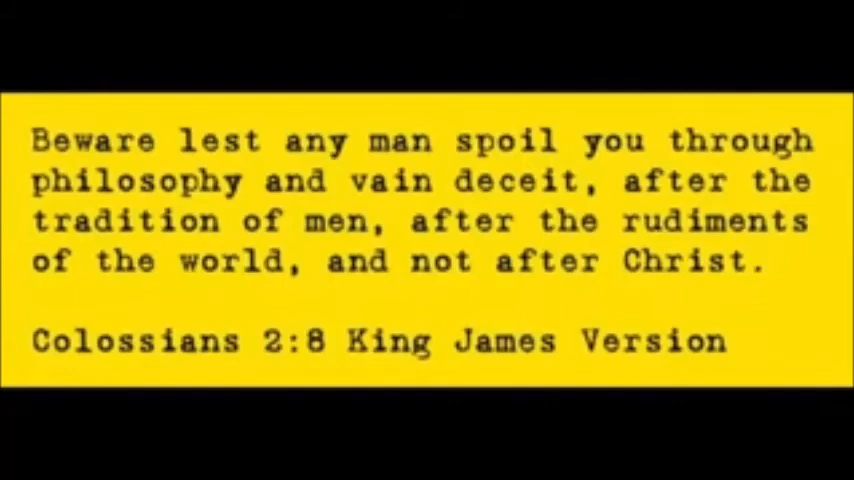 Beware lest any man spoil you through
philosophy and vain deceit, after the
tradition of men, after the rudiments
of the world, and not after Christ.
Colossians 2:8 King James Version